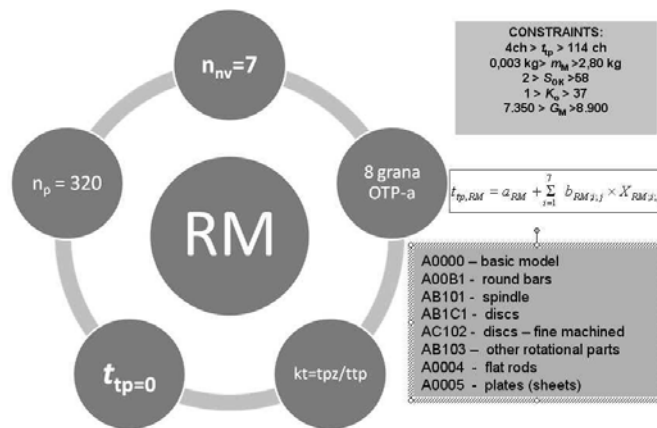 n_nv=7
8 grana
OTP-a
kt=tpz/ttp
t_tp=0
n_p = 320
RM
CONSTRAINTS:
4ch > t_tp > 114 ch
0,003 kg> m_M >2,80 kg
2 > S_OK >58
1 > K_o > 37
7.350 > G_M >8.900
t_tp,RM = a_RM + 7 ∑ i=1 b_RM;i,j × X_RM;i,
A0000 – basic model
A00B1 - round bars
AB101 - spindle
AB1C1 - discs
AC102 - discs – fine machined
AB103 - other rotational parts
A0004 - flat rods
A0005 - plates (sheets)